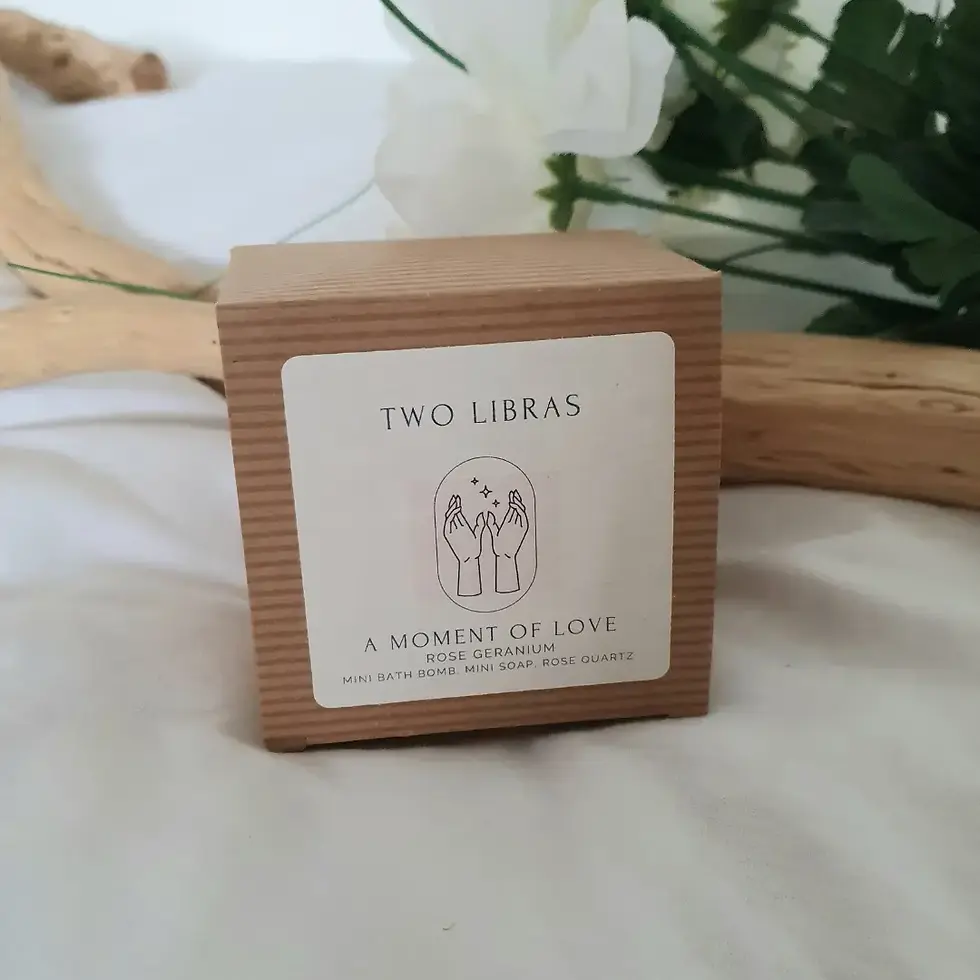 TWO LIBRAS
A MOMENT OF LOVE
ROSE GERANIUM
MINI BATH BOMB, MINI SOAP, ROSE QUARTZ